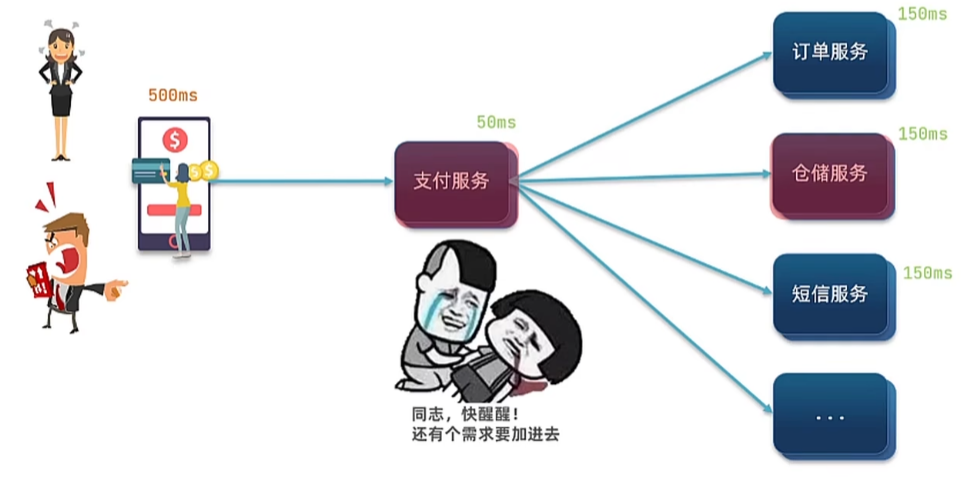 150ms
订单服务
500ms
$
50ms
150ms
$
$
支付服务
仓储服务
150ms
短信服务
...
同志，快醒醒！
还有个需求要加进去